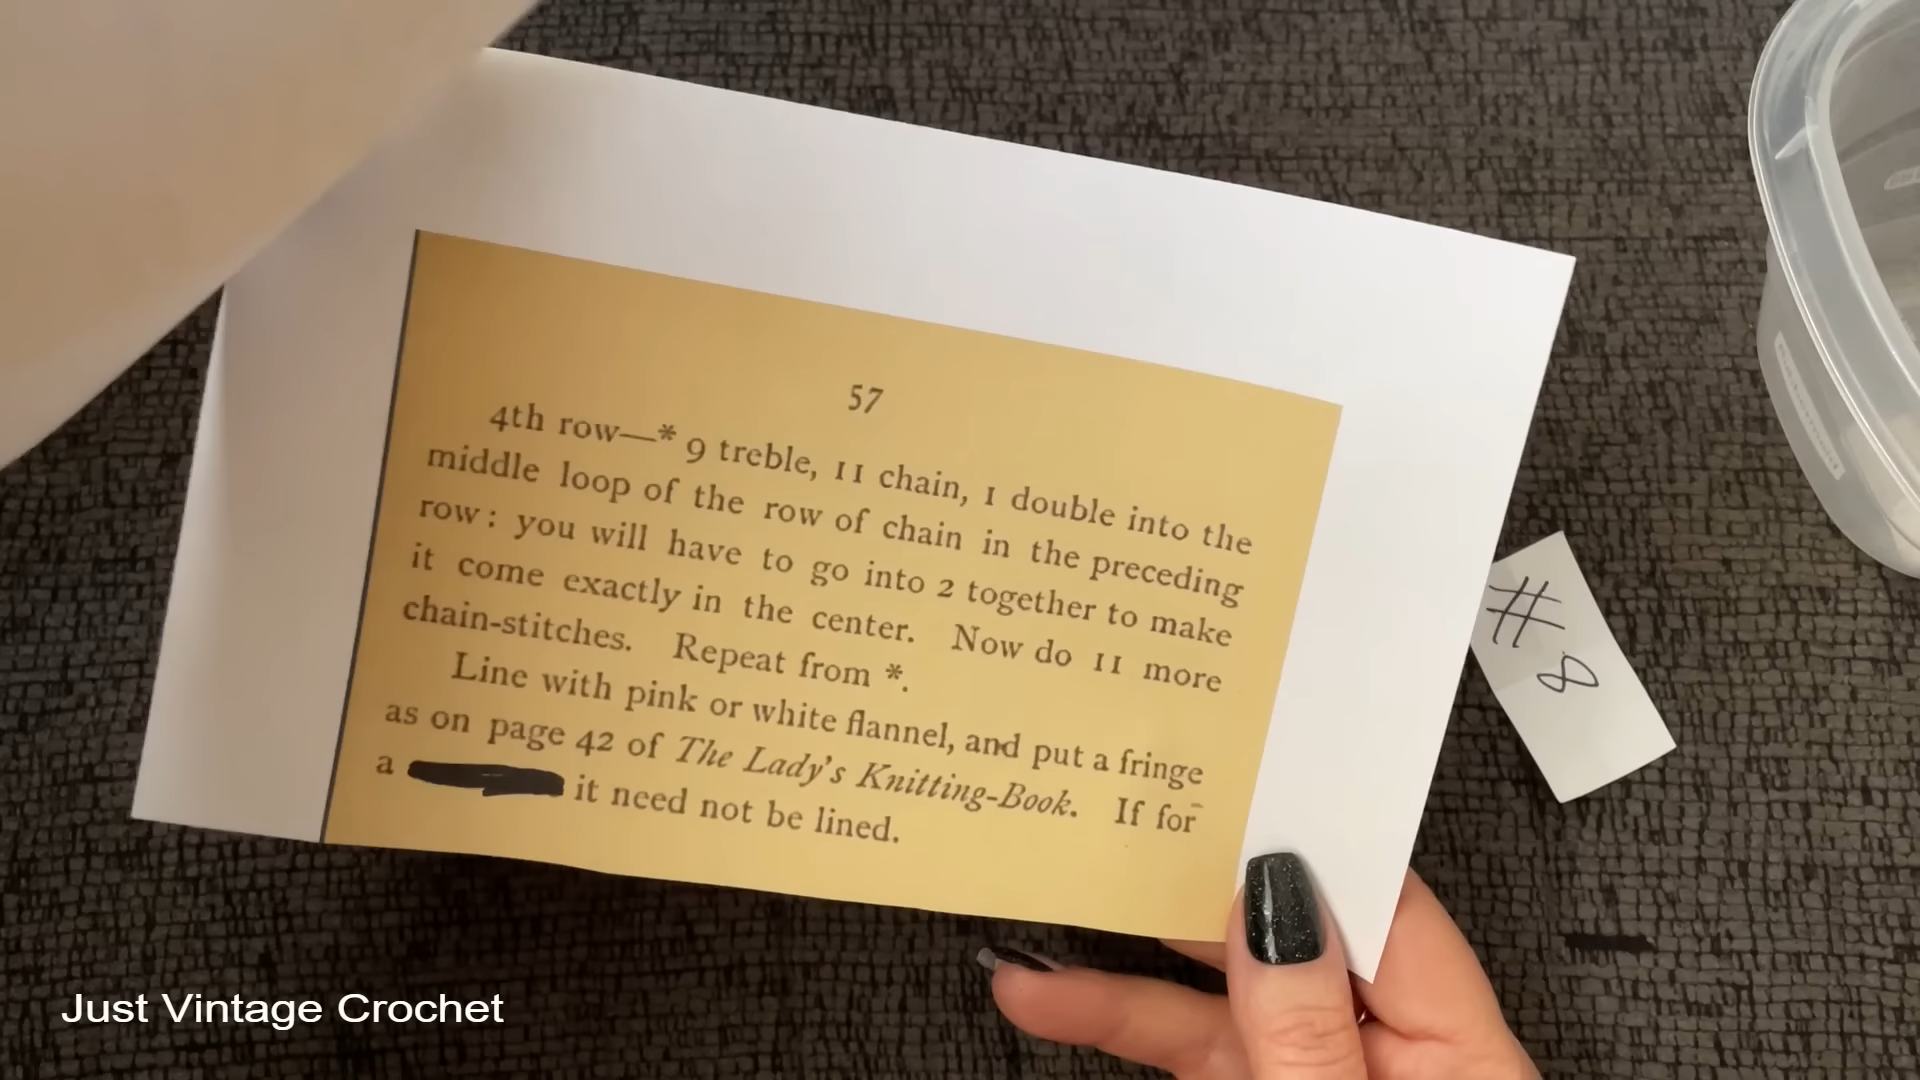 57
4th row—* 9 treble, 11 chain, 1 double into the
middle loop of the row of chain in the preceding
row: you will have to go into 2 together to make
it come exactly in the center. Now do 11 more
chain-stitches. Repeat from *.
Line with pink or white flannel, and put a fringe
as on page 42 of The Lady's Knitting-Book. If for
a it need not be lined.
#8
Just Vintage Crochet